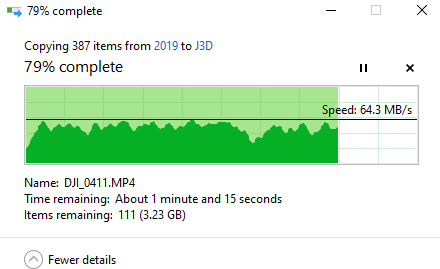 79% complete
Copying 387 items from 2019 to J3D
79% complete
Speed: 64.3 MB/s
Name: DJI_0411.MP4
Time remaining: About 1 minute and 15 seconds
Items remaining: 111 (3.23 GB)
Fewer details